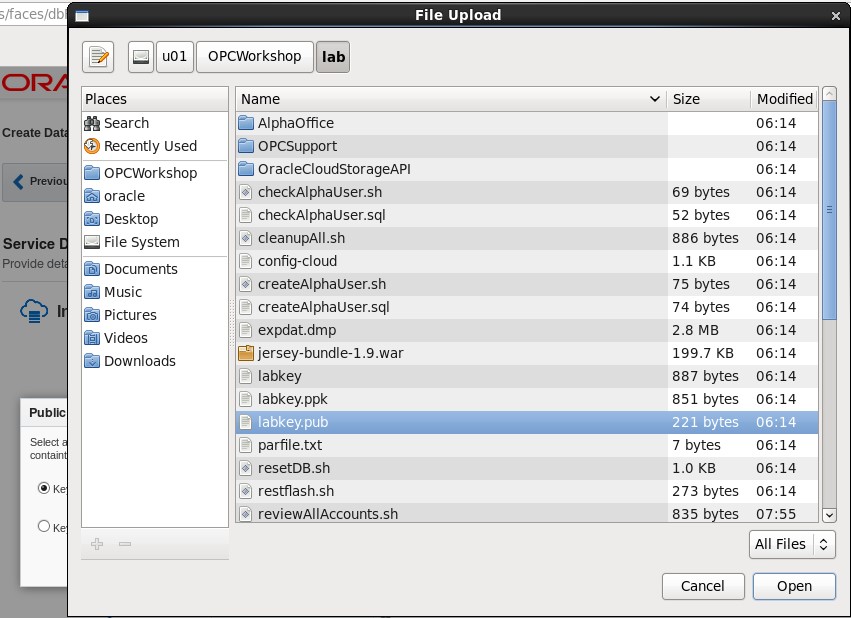 s/faces/dbi
File Upload
u01 OPCWorkshop lab
ORA
Create Data
Previou
Service D
Provide deta
In
Public
Select a
containt
Key
Key
Places
Search
Recently Used
OPCWorkshop
oracle
Desktop
File System
Documents
Music
Pictures
Videos
Downloads
Name Size Modified
AlphaOffice 06:14
OPCSupport 06:14
OracleCloudStorageAPI 06:14
checkAlphaUser.sh 69 bytes 06:14
checkAlphaUser.sql 52 bytes 06:14
cleanupAll.sh 886 bytes 06:14
config-cloud 1.1 KB 06:14
createAlphaUser.sh 75 bytes 06:14
createAlphaUser.sql 74 bytes 06:14
expdat.dmp 2.8 MB 06:14
jersey-bundle-1.9.war 199.7 KB 06:14
labkey 887 bytes 06:14
labkey.ppk 851 bytes 06:14
labkey.pub 221 bytes 06:14
parfile.txt 7 bytes 06:14
resetDB.sh 1.0 KB 06:14
restflash.sh 273 bytes 06:14
reviewAllAccounts.sh 835 bytes 07:55
All Files
Cancel Open